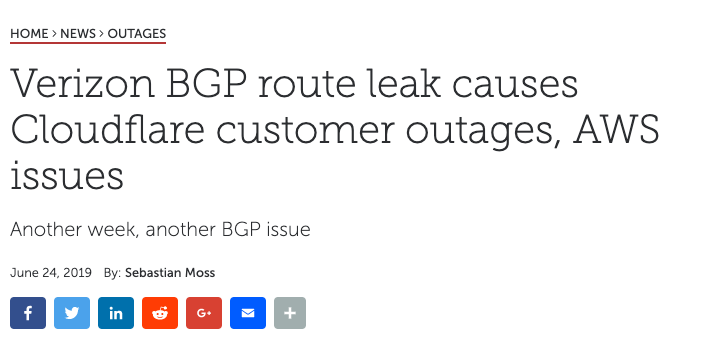 HOME > NEWS > OUTAGES
Verizon BGP route leak causes
Cloudflare customer outages, AWS
issues
Another week, another BGP issue
June 24, 2019 By: Sebastian Moss
f in G+ +